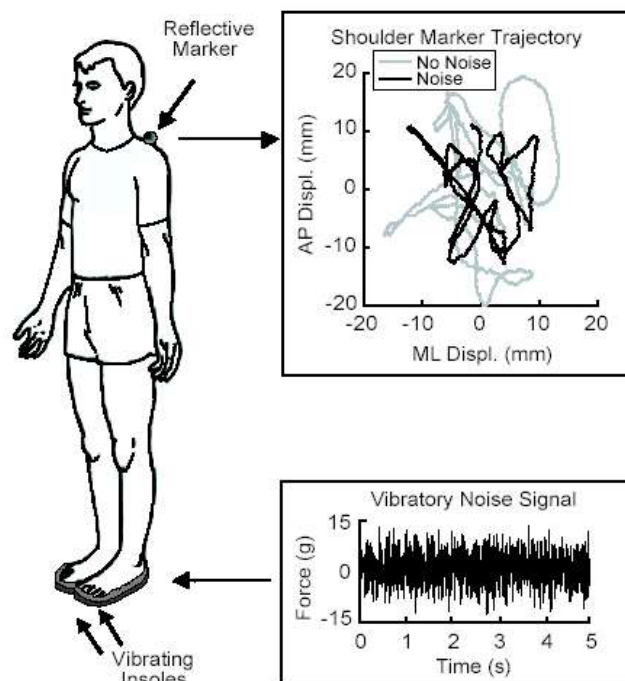 Reflective
Marker
Shoulder Marker Trajectory
No Noise
Noise
AP Displ. (mm)
20
10
0
-10
-20
-20 -10 0 10 20
ML Displ. (mm)
Vibratory Noise Signal
Force (g)
15
0
-15
0 1 2 3 4 5
Time (s)
Vibrating
Insoles